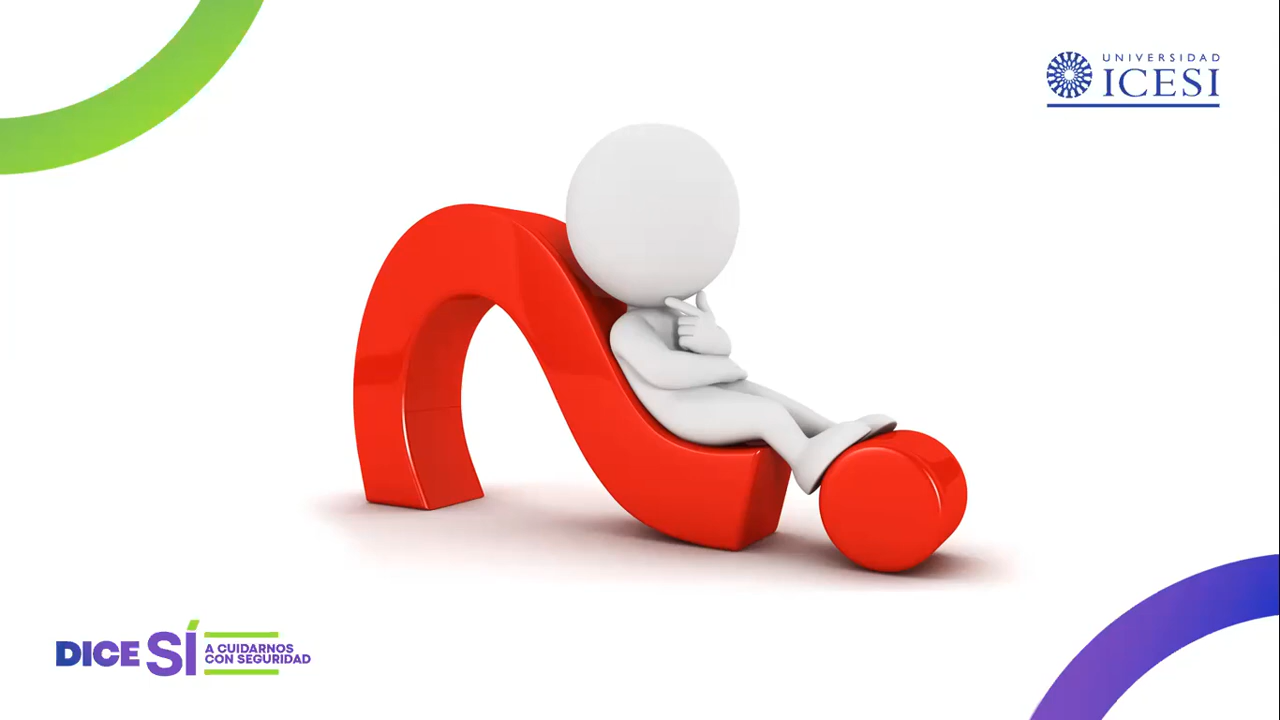 UNIVERSIDAD
ICESI
DICE SÍ
A CUIDARNOS
CON SEGURIDAD